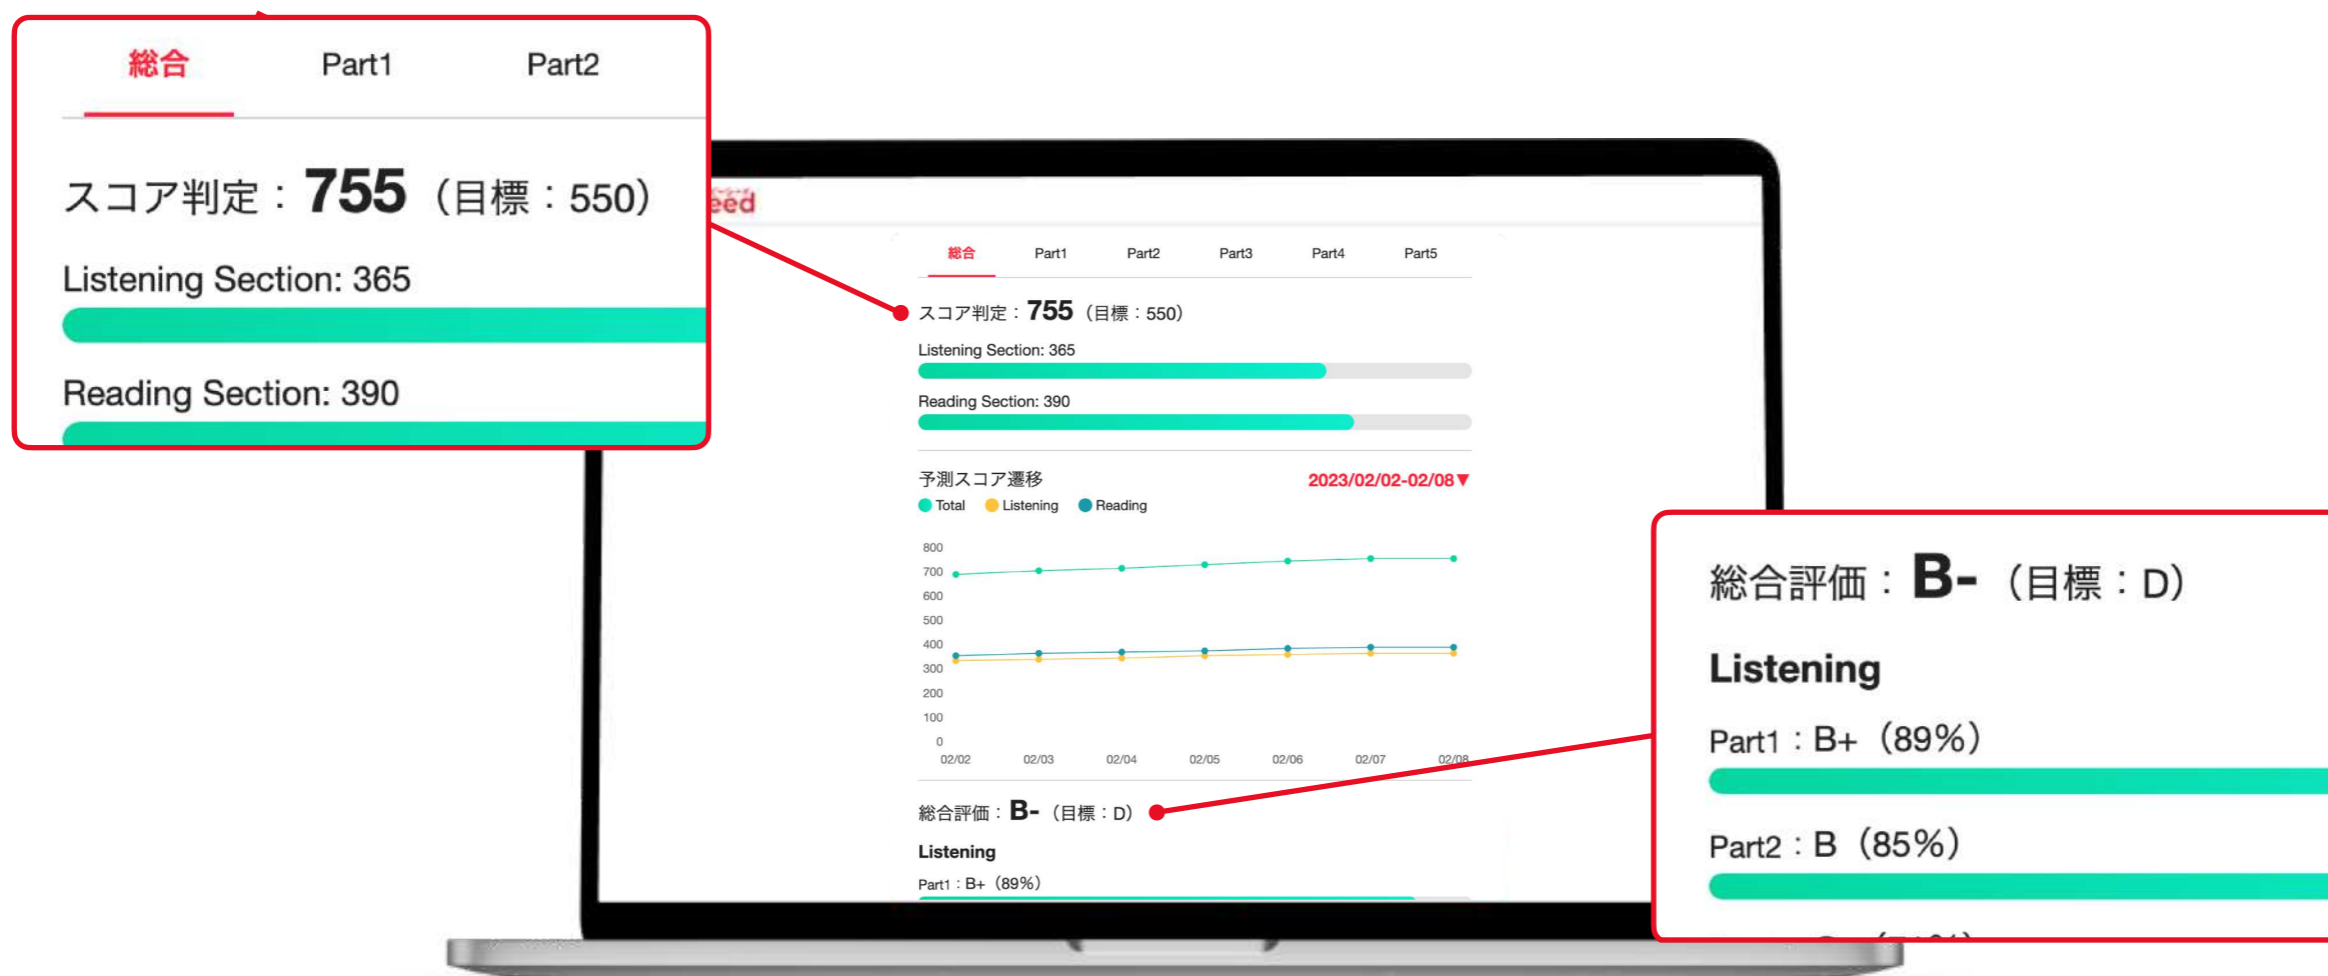 総合 Part1 Part2
スコア判定：755（目標：550）
Listening Section: 365
Reading Section: 390
総合 Part1 Part2 Part3 Part4 Part5
スコア判定：755（目標：550）
Listening Section: 365
Reading Section: 390
予測スコア遷移 2023/02/02-02/08▼
Total Listening Reading
800
700
600
500
400
300
200
100
0
02/02 02/03 02/04 02/05 02/06 02/07 02/08
総合評価：B-（目標：D）
Listening
Part1：B+（89%）
総合評価：B-（目標：D）
Listening
Part1：B+（89%）
Part2：B（85%）